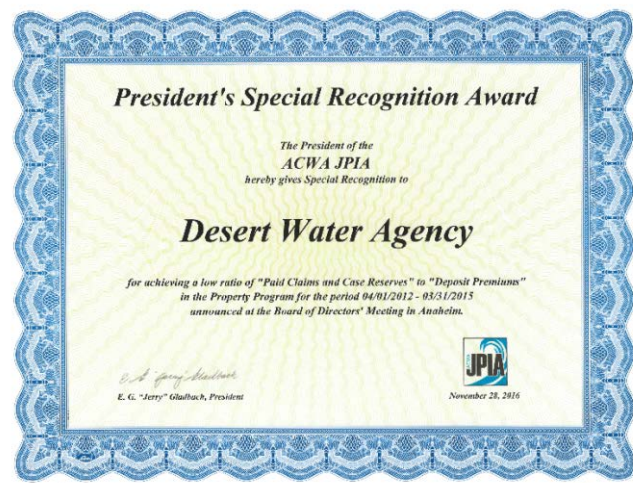 President's Special Recognition Award
The President of the
ACWA JPIA
hereby gives Special Recognition to
Desert Water Agency
for achieving a low ratio of "Paid Claims and Case Reserves" to "Deposit Premiums"
in the Property Program for the period 04/01/2012 - 03/31/2015
announced at the Board of Directors' Meeting in Anaheim.
E. G. "Jerry" Gladbach
JPIA
E. G. "Jerry" Gladbach, President
November 28, 2016